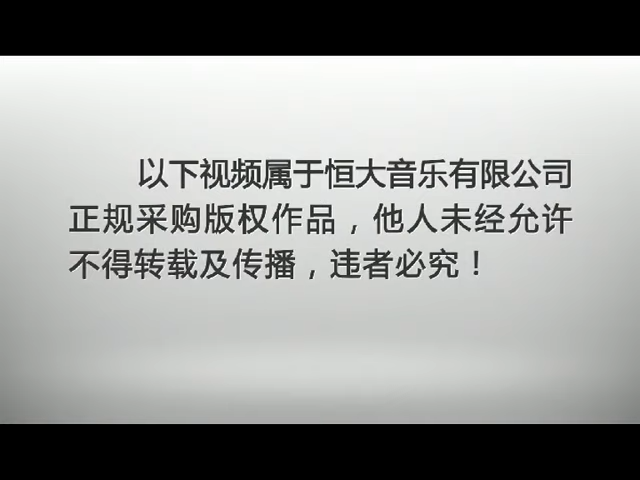 以下视频属于恒大音乐有限公司
正规采购版权作品，他人未经允许
不得转载及传播，违者必究！